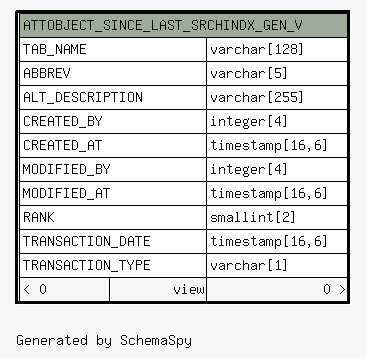 ATTOBJECT_SINCE_LAST_SRCHINDX_GEN_V
TAB_NAME varchar[128]
ABBREV varchar[5]
ALT_DESCRIPTION varchar[255]
CREATED_BY integer[4]
CREATED_AT timestamp[16,6]
MODIFIED_BY integer[4]
MODIFIED_AT timestamp[16,6]
RANK smallint[2]
TRANSACTION_DATE timestamp[16,6]
TRANSACTION_TYPE varchar[1]
< 0 view 0 >
Generated by SchemaSpy